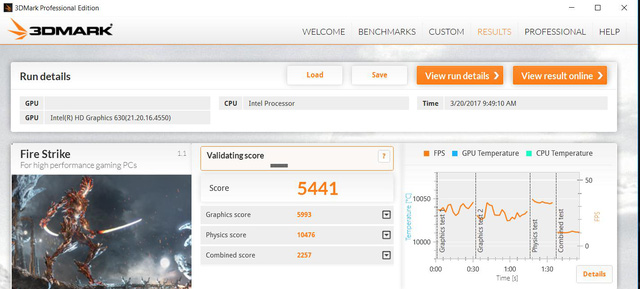 3DMark Professional Edition
3DMARK®
WELCOME BENCHMARKS CUSTOM RESULTS PROFESSIONAL HELP
Run details
Load
Save
View run details
View result online
GPU
CPU Intel Processor
Time 3/20/2017 9:49:10 AM
GPU Intel(R) HD Graphics 630(21.20.16.4550)
Fire Strike 1.1
For high performance gaming PCs
Validating score ?
Score 5441
Graphics score 5993
Physics score 10476
Combined score 2257
FPS GPU Temperature CPU Temperature
Temperature [°C]
10050
10000
Graphics test 1
Graphics test 2
Physics test
Combined test
50
0
FPS
0:00 0:30 1:00 1:30
Time [s]
Details